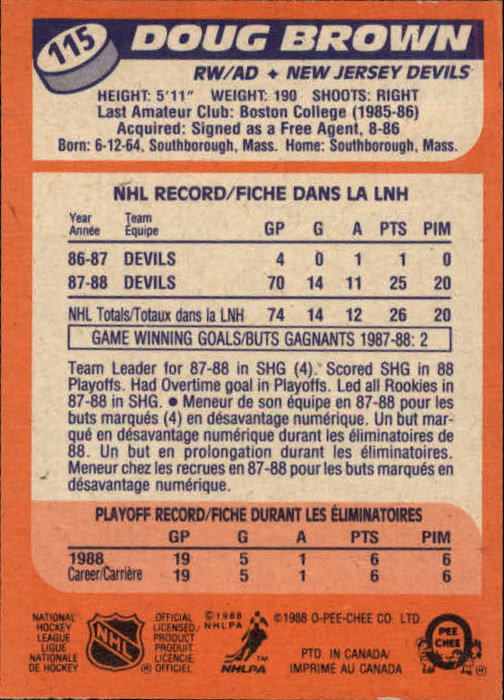 115
DOUG BROWN
RW/AD ✦ NEW JERSEY DEVILS
HEIGHT: 5'11" WEIGHT: 190 SHOOTS: RIGHT
Last Amateur Club: Boston College (1985-86)
Acquired: Signed as a Free Agent, 8-86
Born: 6-12-64, Southborough, Mass. Home: Southborough, Mass.
NHL RECORD/FICHE DANS LA LNH
Year Team
Année Équipe GP G A PTS PIM
86-87 DEVILS 4 0 1 1 0
87-88 DEVILS 70 14 11 25 20
NHL Totals/Totaux dans la LNH 74 14 12 26 20
GAME WINNING GOALS/BUTS GAGNANTS 1987-88: 2
Team Leader for 87-88 in SHG (4). Scored SHG in 88
Playoffs. Had Overtime goal in Playoffs. Led all Rookies in
87-88 in SHG. ● Meneur de son équipe en 87-88 pour les
buts marqués (4) en désavantage numérique. Un but mar-
qué en désavantage numérique durant les éliminatoires de
88. Un but en prolongation durant les éliminatoires.
Meneur chez les recrues en 87-88 pour les buts marqués en
désavantage numérique.
PLAYOFF RECORD/FICHE DURANT LES ÉLIMINATOIRES
GP G A PTS PIM
1988 19 5 1 6 6
Career/Carrière 19 5 1 6 6
NATIONAL
HOCKEY
LEAGUE
LIGUE
NATIONALE
DE HOCKEY
NHL
OFFICIAL
LICENSED
PRODUCT
PRODUIT
LICENCIE
OFFICIEL
©1988
NHLPA
NHLPA
©1988 O-PEE-CHEE CO. LTD.
PTD. IN CANADA/
IMPRIMÉ AU CANADA
PEE
CHEE